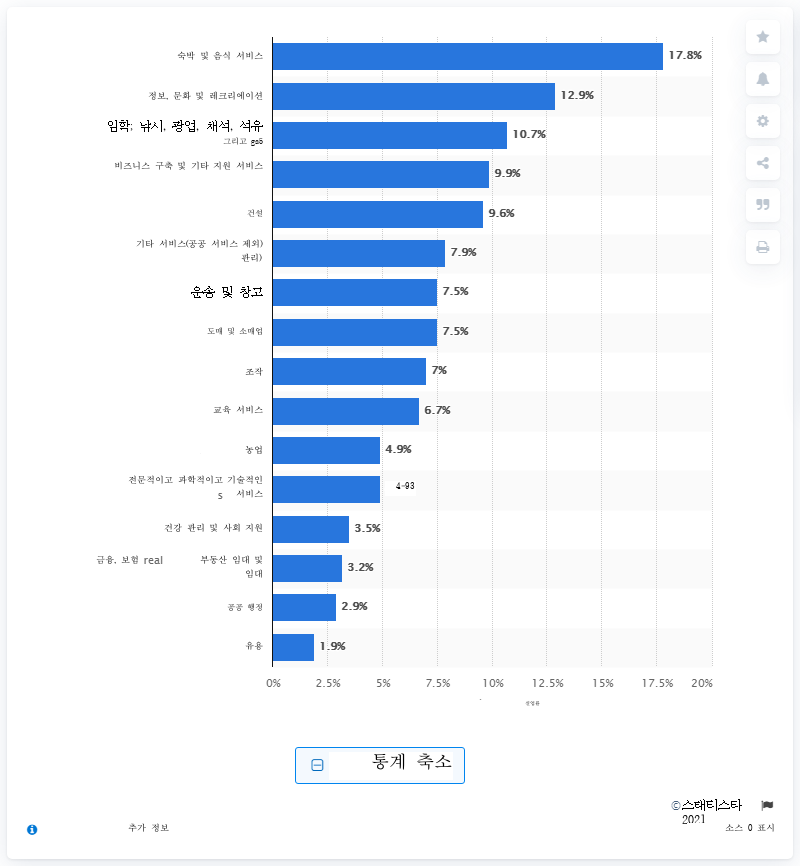 숙박 및 음식 서비스
17.8%
정보, 문화 및 레크리에이션
12.9%
임학; 낚시, 광업, 채석, 석유
그리고 gas
10.7%
비즈니스 구축 및 기타 지원 서비스
9.9%
건설
9.6%
기타 서비스(공공 서비스 제외)
관리)
7.9%
운송 및 창고
7.5%
도매 및 소매업
7.5%
조작
7%
교육 서비스
6.7%
농업
4.9%
전문적이고 과학적이고 기술적인
s 서비스
4-93
건강 관리 및 사회 지원
3.5%
금융, 보험 real 부동산 임대 및
임대
3.2%
공공 행정
2.9%
유용
1.9%
0% 2.5% 5% 7.5% 10% 12.5% 15% 17.5% 20%
실업률
통계 축소
©스태티스타
2021
추가 정보
소스 0 표시